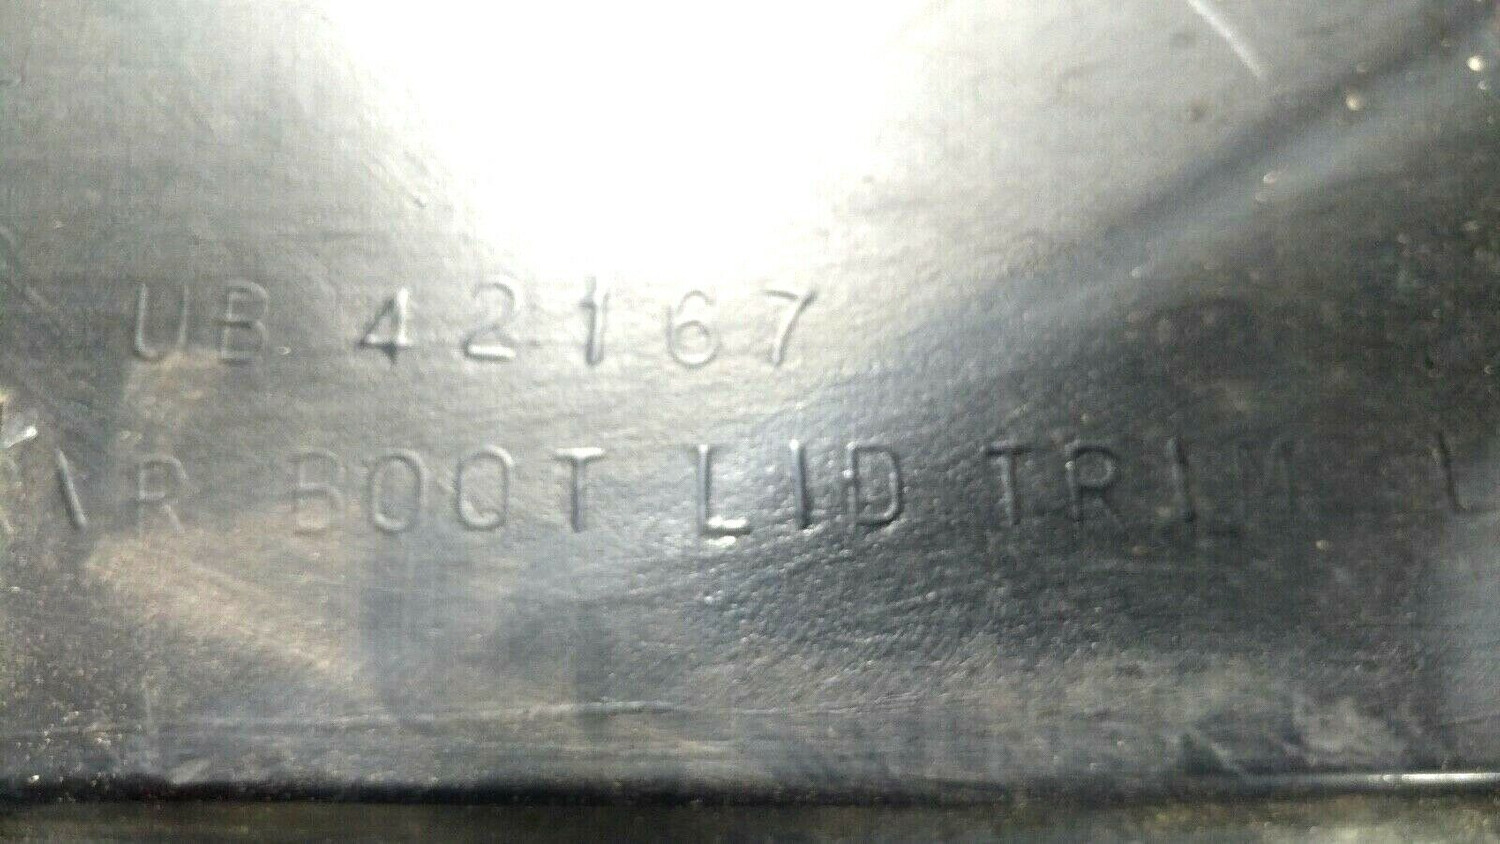 UB 42167
BOOT LID TRIM